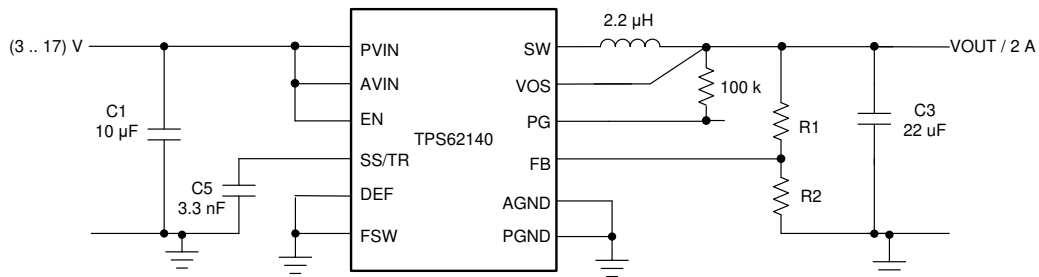 2.2 µH
(3 .. 17) V
PVIN
SW
VOUT / 2 A
AVIN
VOS
100 k
C1
10 µF
EN
PG
R1
C3
22 uF
TPS62140
SS/TR
FB
C5
3.3 nF
DEF
AGND
R2
FSW
PGND